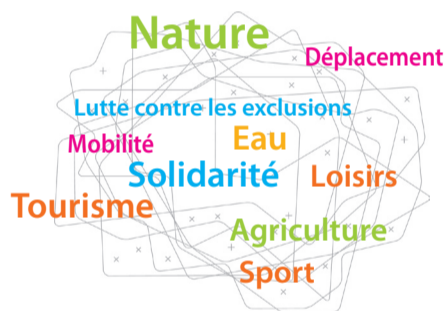 Nature
Déplacement
Lutte contre les exclusions
Mobilité
Eau
Solidarité
Loisirs
Tourisme
Agriculture
Sport